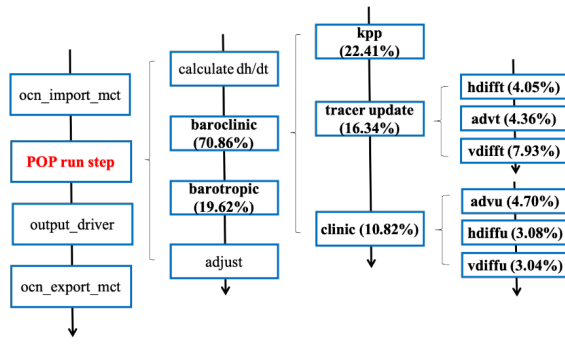 ocn_import_mct
POP run step
output_driver
ocn_export_mct
calculate dh/dt
baroclinic
(70.86%)
barotropic
(19.62%)
adjust
kpp
(22.41%)
tracer update
(16.34%)
clinic (10.82%)
hdifft (4.05%)
advt (4.36%)
vdifft (7.93%)
advu (4.70%)
hdiffu (3.08%)
vdiffu (3.04%)